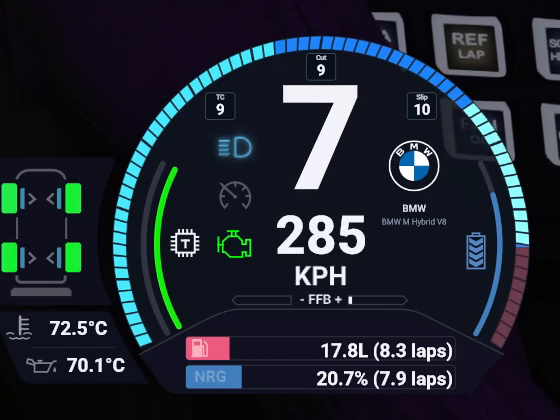 REF
LAP
Cut
9
TC
9
Slip
10
7
BMW
BMW
BMW M Hybrid V8
T
285
KPH
- FFB +
72.5°C
70.1°C
17.8L (8.3 laps)
NRG
20.7% (7.9 laps)